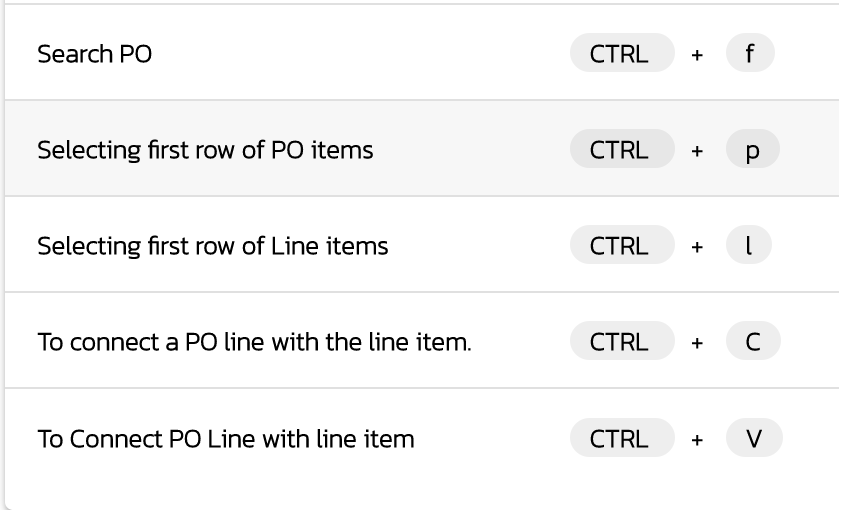 Search PO CTRL + f
Selecting first row of PO items CTRL + p
Selecting first row of Line items CTRL + l
To connect a PO line with the line item. CTRL + C
To Connect PO Line with line item CTRL + V